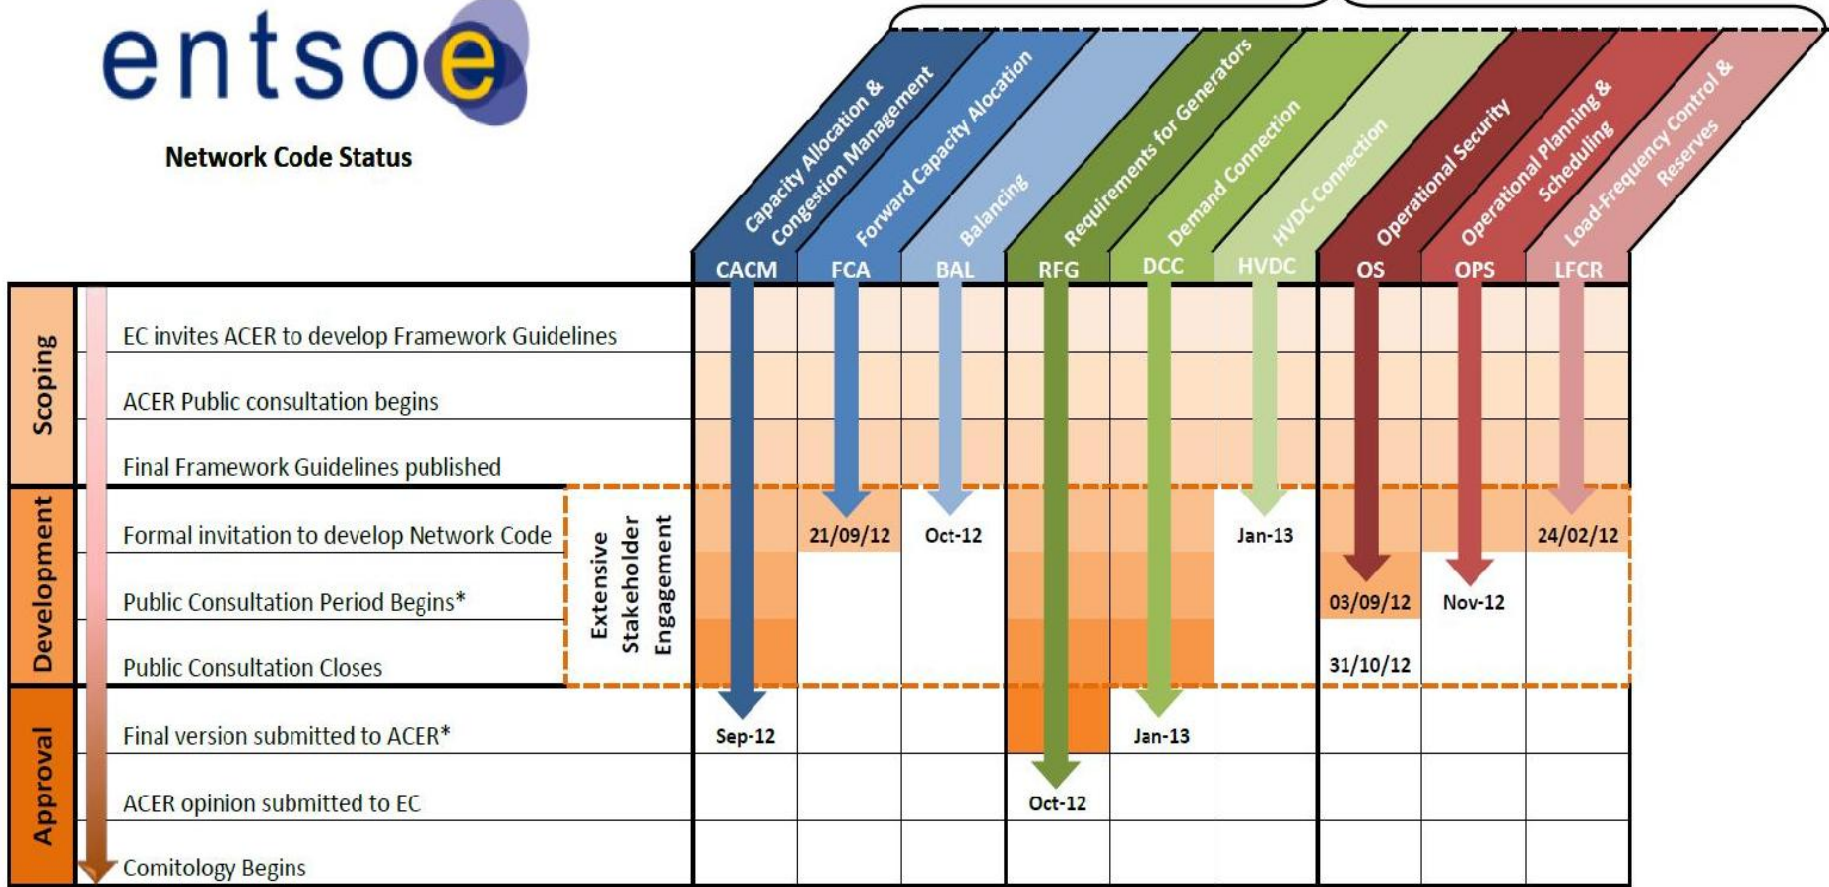 entsoe
Network Code Status
Capacity Allocation &
Congestion Management
Forward Capacity Alocation
Balancing
Requirements for Generators
Demand Connection
HVDC Connection
Operational Security
Operational Planning &
Scheduling
Load-Frequency Control &
Reserves
CACM FCA BAL RFG DCC HVDC OS OPS LFCR
Scoping
EC invites ACER to develop Framework Guidelines
ACER Public consultation begins
Final Framework Guidelines published
Development
Extensive
Stakeholder
Engagement
Formal invitation to develop Network Code 21/09/12 Oct-12 Jan-13 24/02/12
Public Consultation Period Begins* 03/09/12 Nov-12
Public Consultation Closes 31/10/12
Approval
Final version submitted to ACER* Sep-12 Jan-13
ACER opinion submitted to EC Oct-12
Comitology Begins